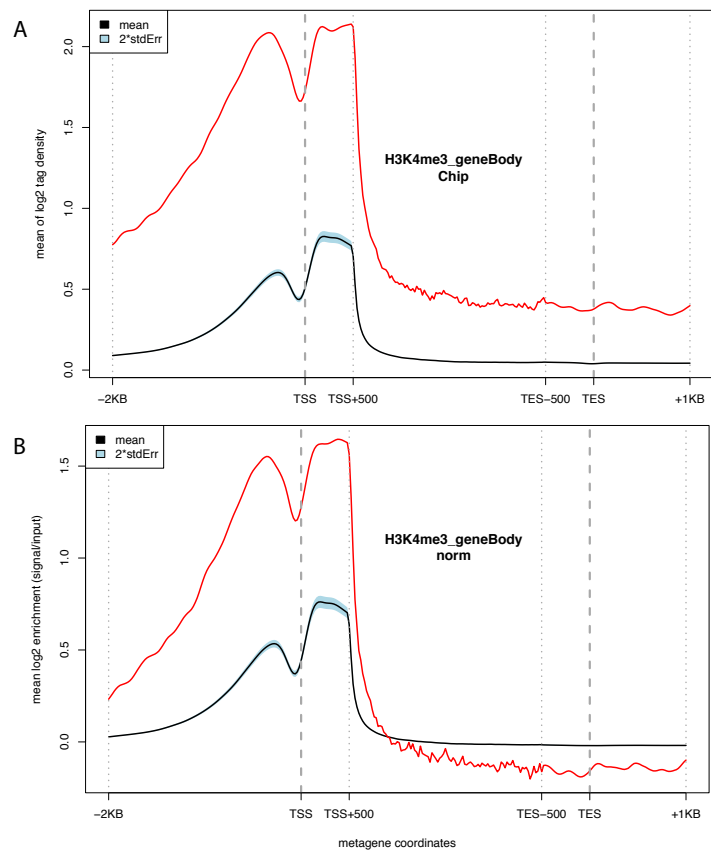 A
mean
2*stdErr
H3K4me3_geneBody
Chip
mean of log2 tag density
0.0
0.5
1.0
1.5
2.0
−2KB
TSS
TSS+500
TES−500
TES
+1KB
B
mean
2*stdErr
H3K4me3_geneBody
norm
mean log2 enrichment (signal/input)
0.0
0.5
1.0
1.5
−2KB
TSS
TSS+500
TES−500
TES
+1KB
metagene coordinates